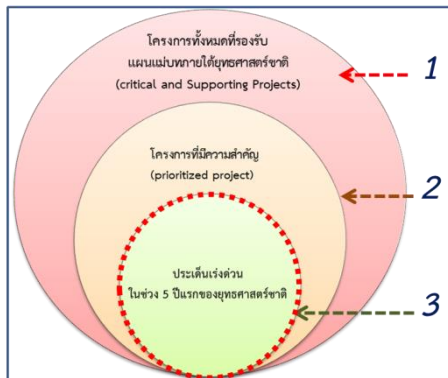 โครงการทั้งหมดที่รองรับ
แผนแม่บทภายใต้ยุทธศาสตร์ชาติ
(critical and Supporting Projects)
1
โครงการที่มีความสำคัญ
(prioritized project)
2
ประเด็นเร่งด่วน
ในช่วง 5 ปีแรกของยุทธศาสตร์ชาติ
3